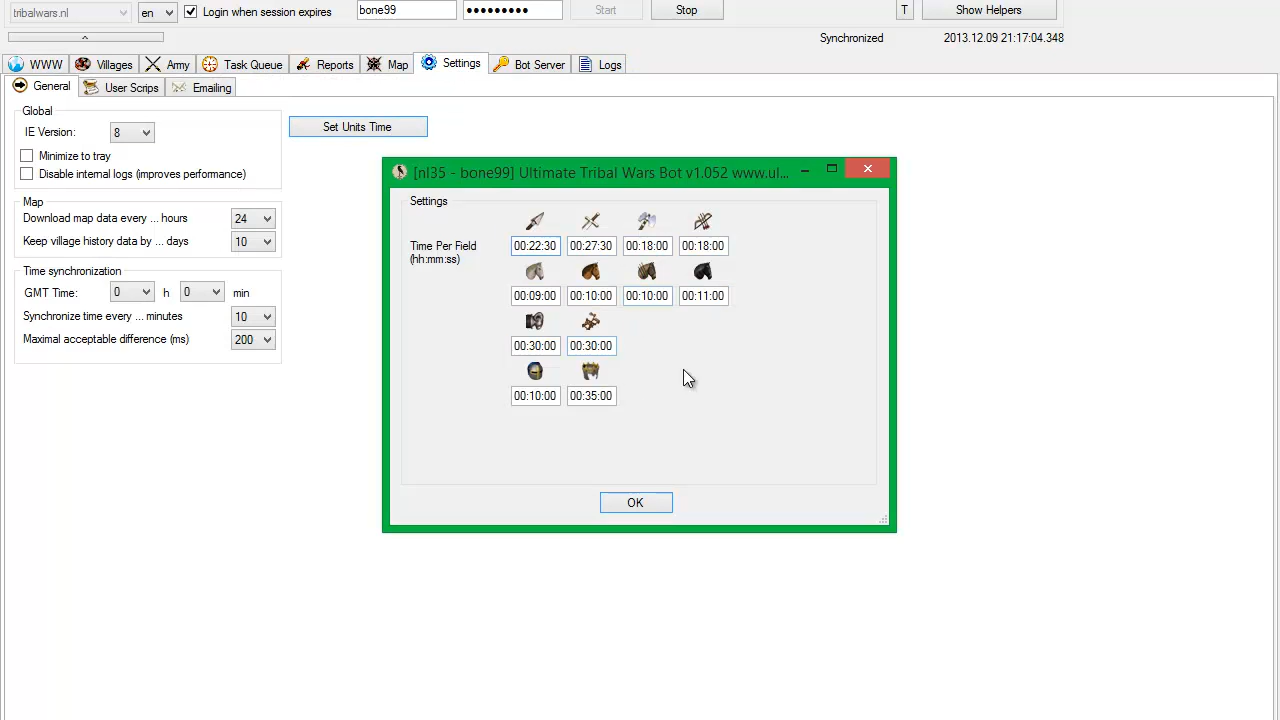 tribalwars.nl en Login when session expires bone99 ●●●●●●●●● Start Stop T Show Helpers
^ Synchronized 2013.12.09 21:17:04.348
WWW Villages Army Task Queue Reports Map Settings Bot Server Logs
General User Scrips Emailing
Global
IE Version: 8 Set Units Time
Minimize to tray
Disable internal logs (improve performance)
[nl35 - bone99] Ultimate Tribal Wars Bot v1.052 www.ul...
Settings
Map
Download map data every ... hours 24
Keep village history data by ... days 10
Time Per Field 00:22:30 00:27:30 00:18:00 00:18:00
(hh:mm:ss)
Time synchronization
GMT Time: 0 h 0 min
00:09:00 00:10:00 00:10:00 00:11:00
Synchronize time every ... minutes 10
Maximal acceptable difference (ms) 200
00:30:00 00:30:00
00:10:00 00:35:00
OK